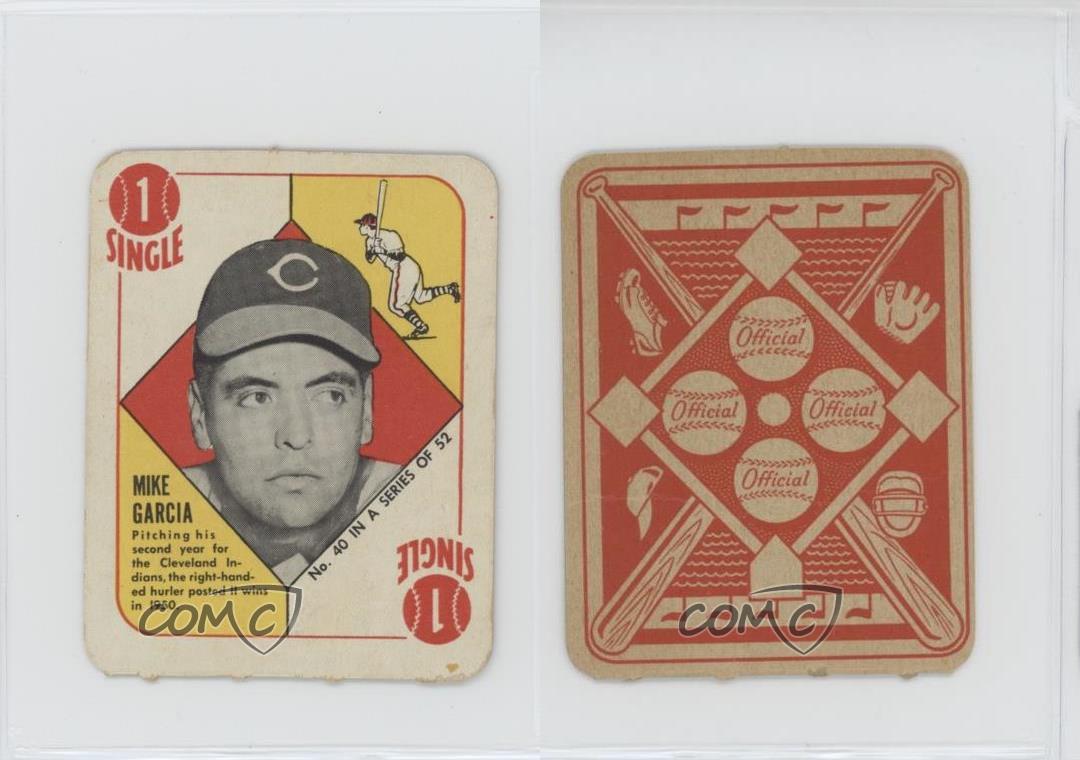 1
SINGLE
C
MIKE
GARCIA
Pitching his
second year for
the Cleveland In-
dians, the right-hand-
ed hurler posted 11 wins
in 1950
No. 40 IN A SERIES OF 52
SINGLE
1
COMC
Official
Official
Official
Official
COMC